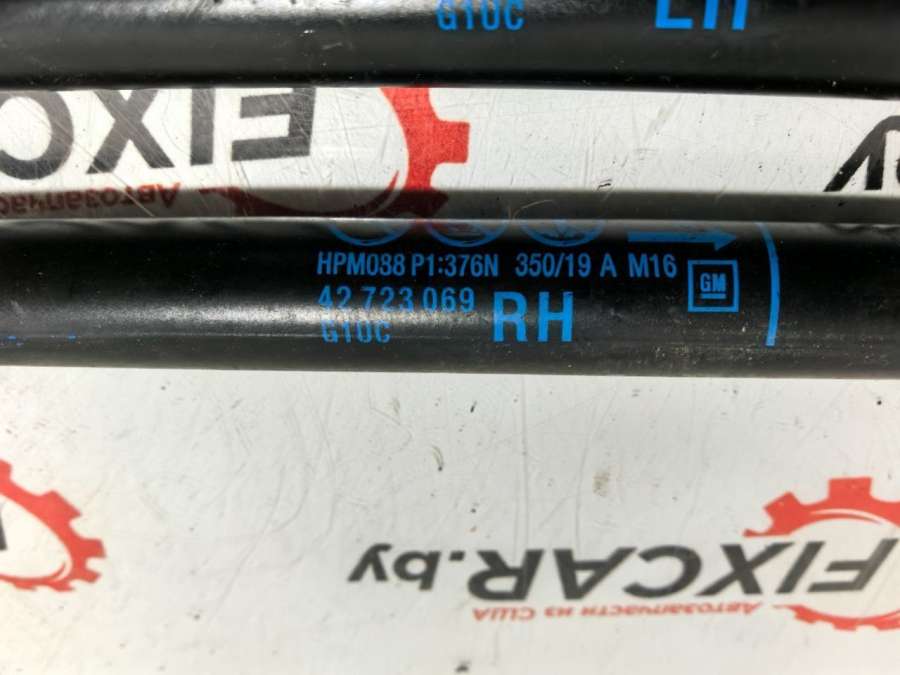 G10C LH
FIXC
Автозапчас
HPM088 P1:376N 350/19 A M16
GM
42 723 069
RH
G10C
FIXCAR.by
Автозапчасти из США